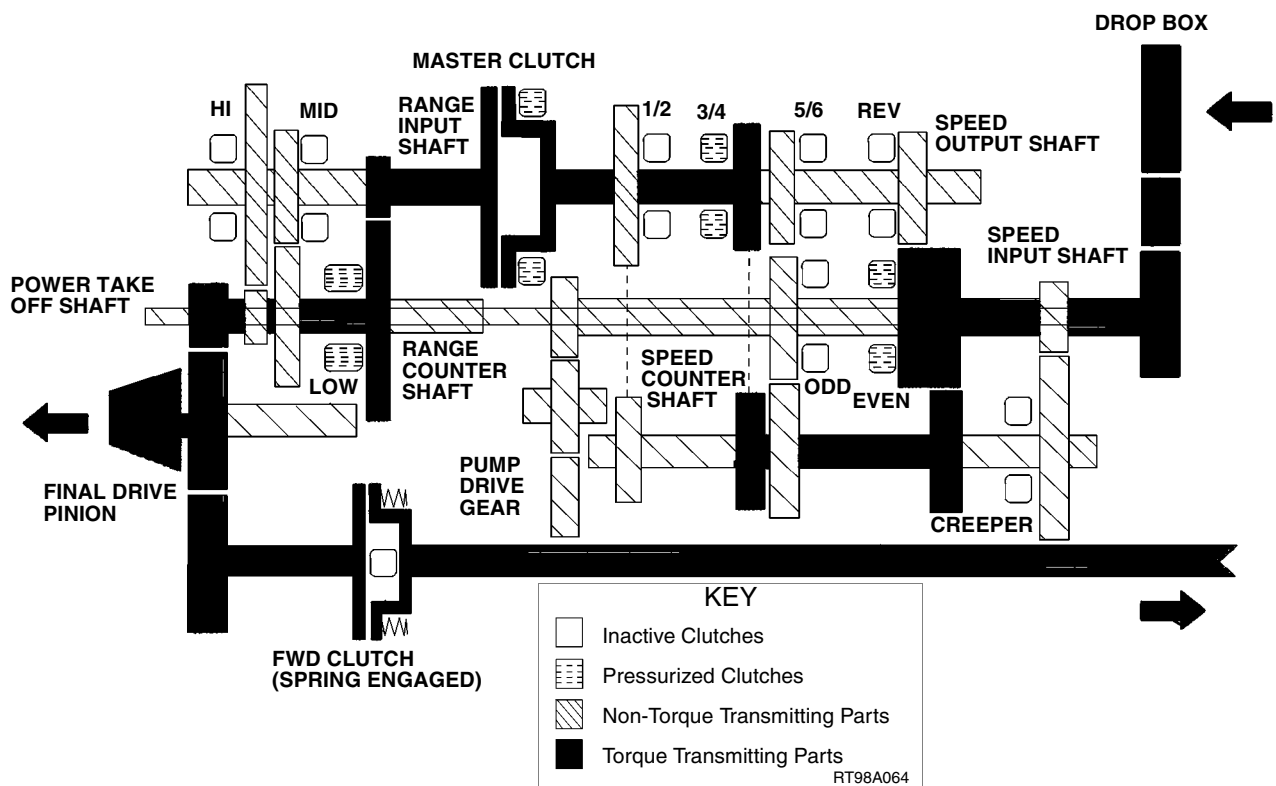 DROP BOX
MASTER CLUTCH
HI
MID
RANGE
INPUT
SHAFT
1/2
3/4
5/6
REV
SPEED
OUTPUT SHAFT
SPEED
INPUT SHAFT
POWER TAKE
OFF SHAFT
LOW
RANGE
COUNTER
SHAFT
SPEED
COUNTER
SHAFT
ODD
EVEN
PUMP
DRIVE
GEAR
FINAL DRIVE
PINION
CREEPER
FWD CLUTCH
(SPRING ENGAGED)
KEY
Inactive Clutches
Pressurized Clutches
Non-Torque Transmitting Parts
Torque Transmitting Parts
RT98A064